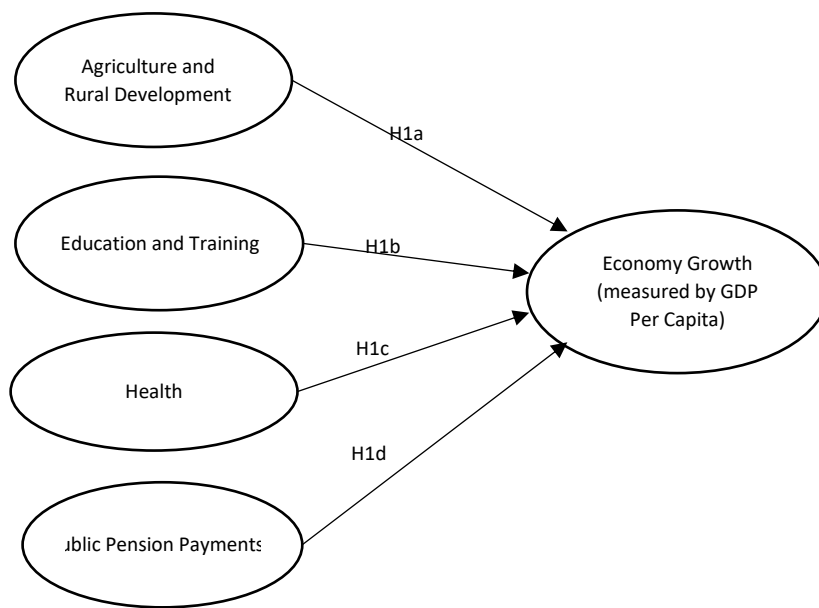 Agriculture and
Rural Development
H1a
Education and Training
H1b
Economy Growth
(measured by GDP
Per Capita)
H1c
Health
H1d
ublic Pension Payments